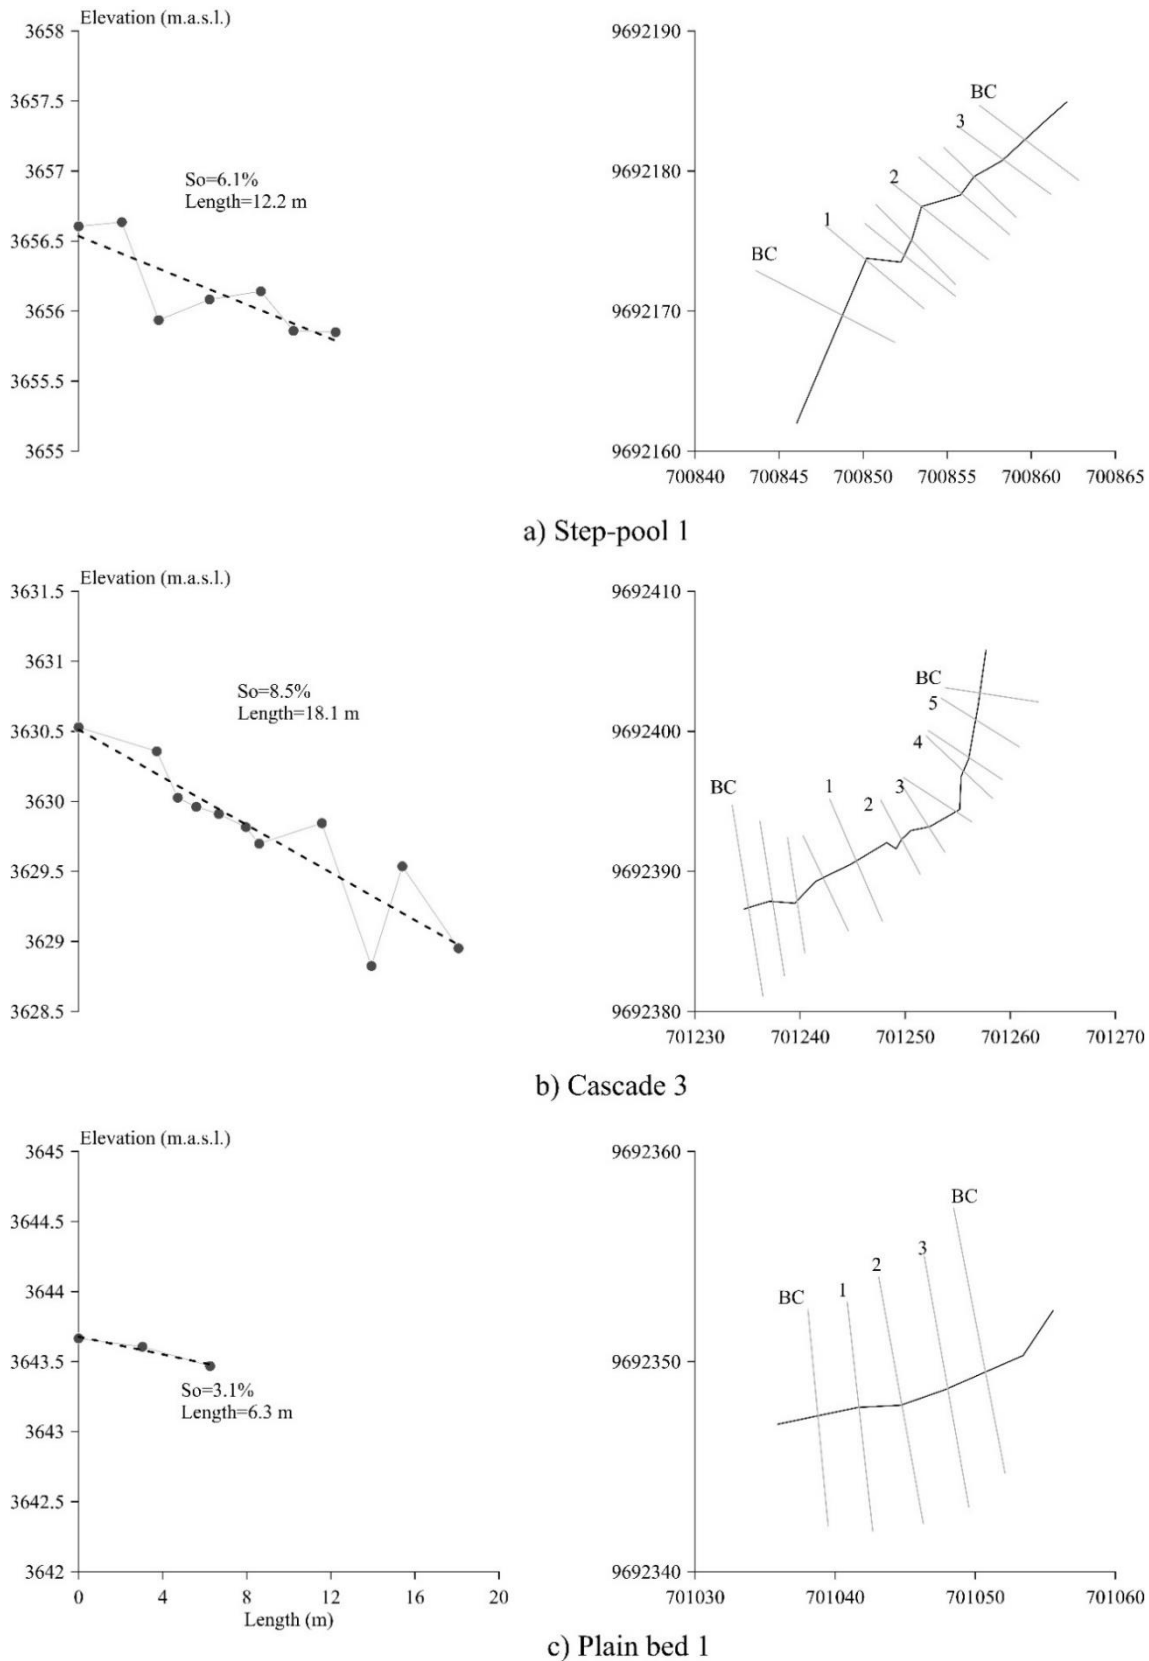 Elevation (m.a.s.l.)
3658
3657.5
3657
3656.5
3656
3655.5
3655
So=6.1%
Length=12.2 m
9692190
9692180
9692170
9692160
700840 700845 700850 700855 700860 700865
BC
3
2
1
BC
a) Step-pool 1
Elevation (m.a.s.l.)
3631.5
3631
3630.5
3630
3629.5
3629
3628.5
So=8.5%
Length=18.1 m
9692410
9692400
9692390
9692380
701230 701240 701250 701260 701270
BC
5
4
3
2
1
BC
b) Cascade 3
Elevation (m.a.s.l.)
3645
3644.5
3644
3643.5
3643
3642.5
3642
So=3.1%
Length=6.3 m
0 4 8 12 16 20
Length (m)
9692360
9692350
9692340
701030 701040 701050 701060
BC
3
2
1
BC
c) Plain bed 1